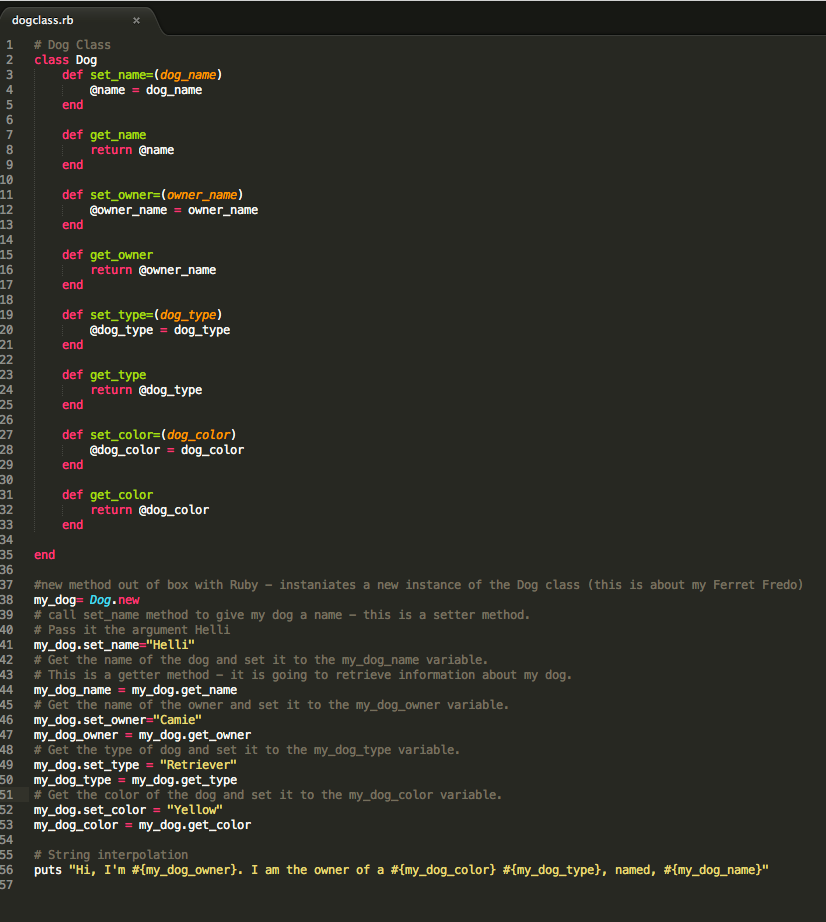 dogclass.rb ×
1 # Dog Class
2 class Dog
3     def set_name=(dog_name)
4         @name = dog_name
5     end
6
7     def get_name
8         return @name
9     end
10
11     def set_owner=(owner_name)
12         @owner_name = owner_name
13     end
14
15     def get_owner
16         return @owner_name
17     end
18
19     def set_type=(dog_type)
20         @dog_type = dog_type
21     end
22
23     def get_type
24         return @dog_type
25     end
26
27     def set_color=(dog_color)
28         @dog_color = dog_color
29     end
30
31     def get_color
32         return @dog_color
33     end
34
35 end
36
37 #new method out of box with Ruby – instaniates a new instance of the Dog class (this is about my Ferret Fredo)
38 my_dog= Dog.new
39 # call set_name method to give my dog a name – this is a setter method.
40 # Pass it the argument Helli
41 my_dog.set_name="Helli"
42 # Get the name of the dog and set it to the my_dog_name variable.
43 # This is a getter method – it is going to retrieve information about my dog.
44 my_dog_name = my_dog.get_name
45 # Get the name of the owner and set it to the my_dog_owner variable.
46 my_dog.set_owner="Camie"
47 my_dog_owner = my_dog.get_owner
48 # Get the type of dog and set it to the my_dog_type variable.
49 my_dog.set_type = "Retriever"
50 my_dog_type = my_dog.get_type
51 # Get the color of the dog and set it to the my_dog_color variable.
52 my_dog.set_color = "Yellow"
53 my_dog_color = my_dog.get_color
54
55 # String interpolation
56 puts "Hi, I'm #{my_dog_owner}. I am the owner of a #{my_dog_color} #{my_dog_type}, named, #{my_dog_name}"
57